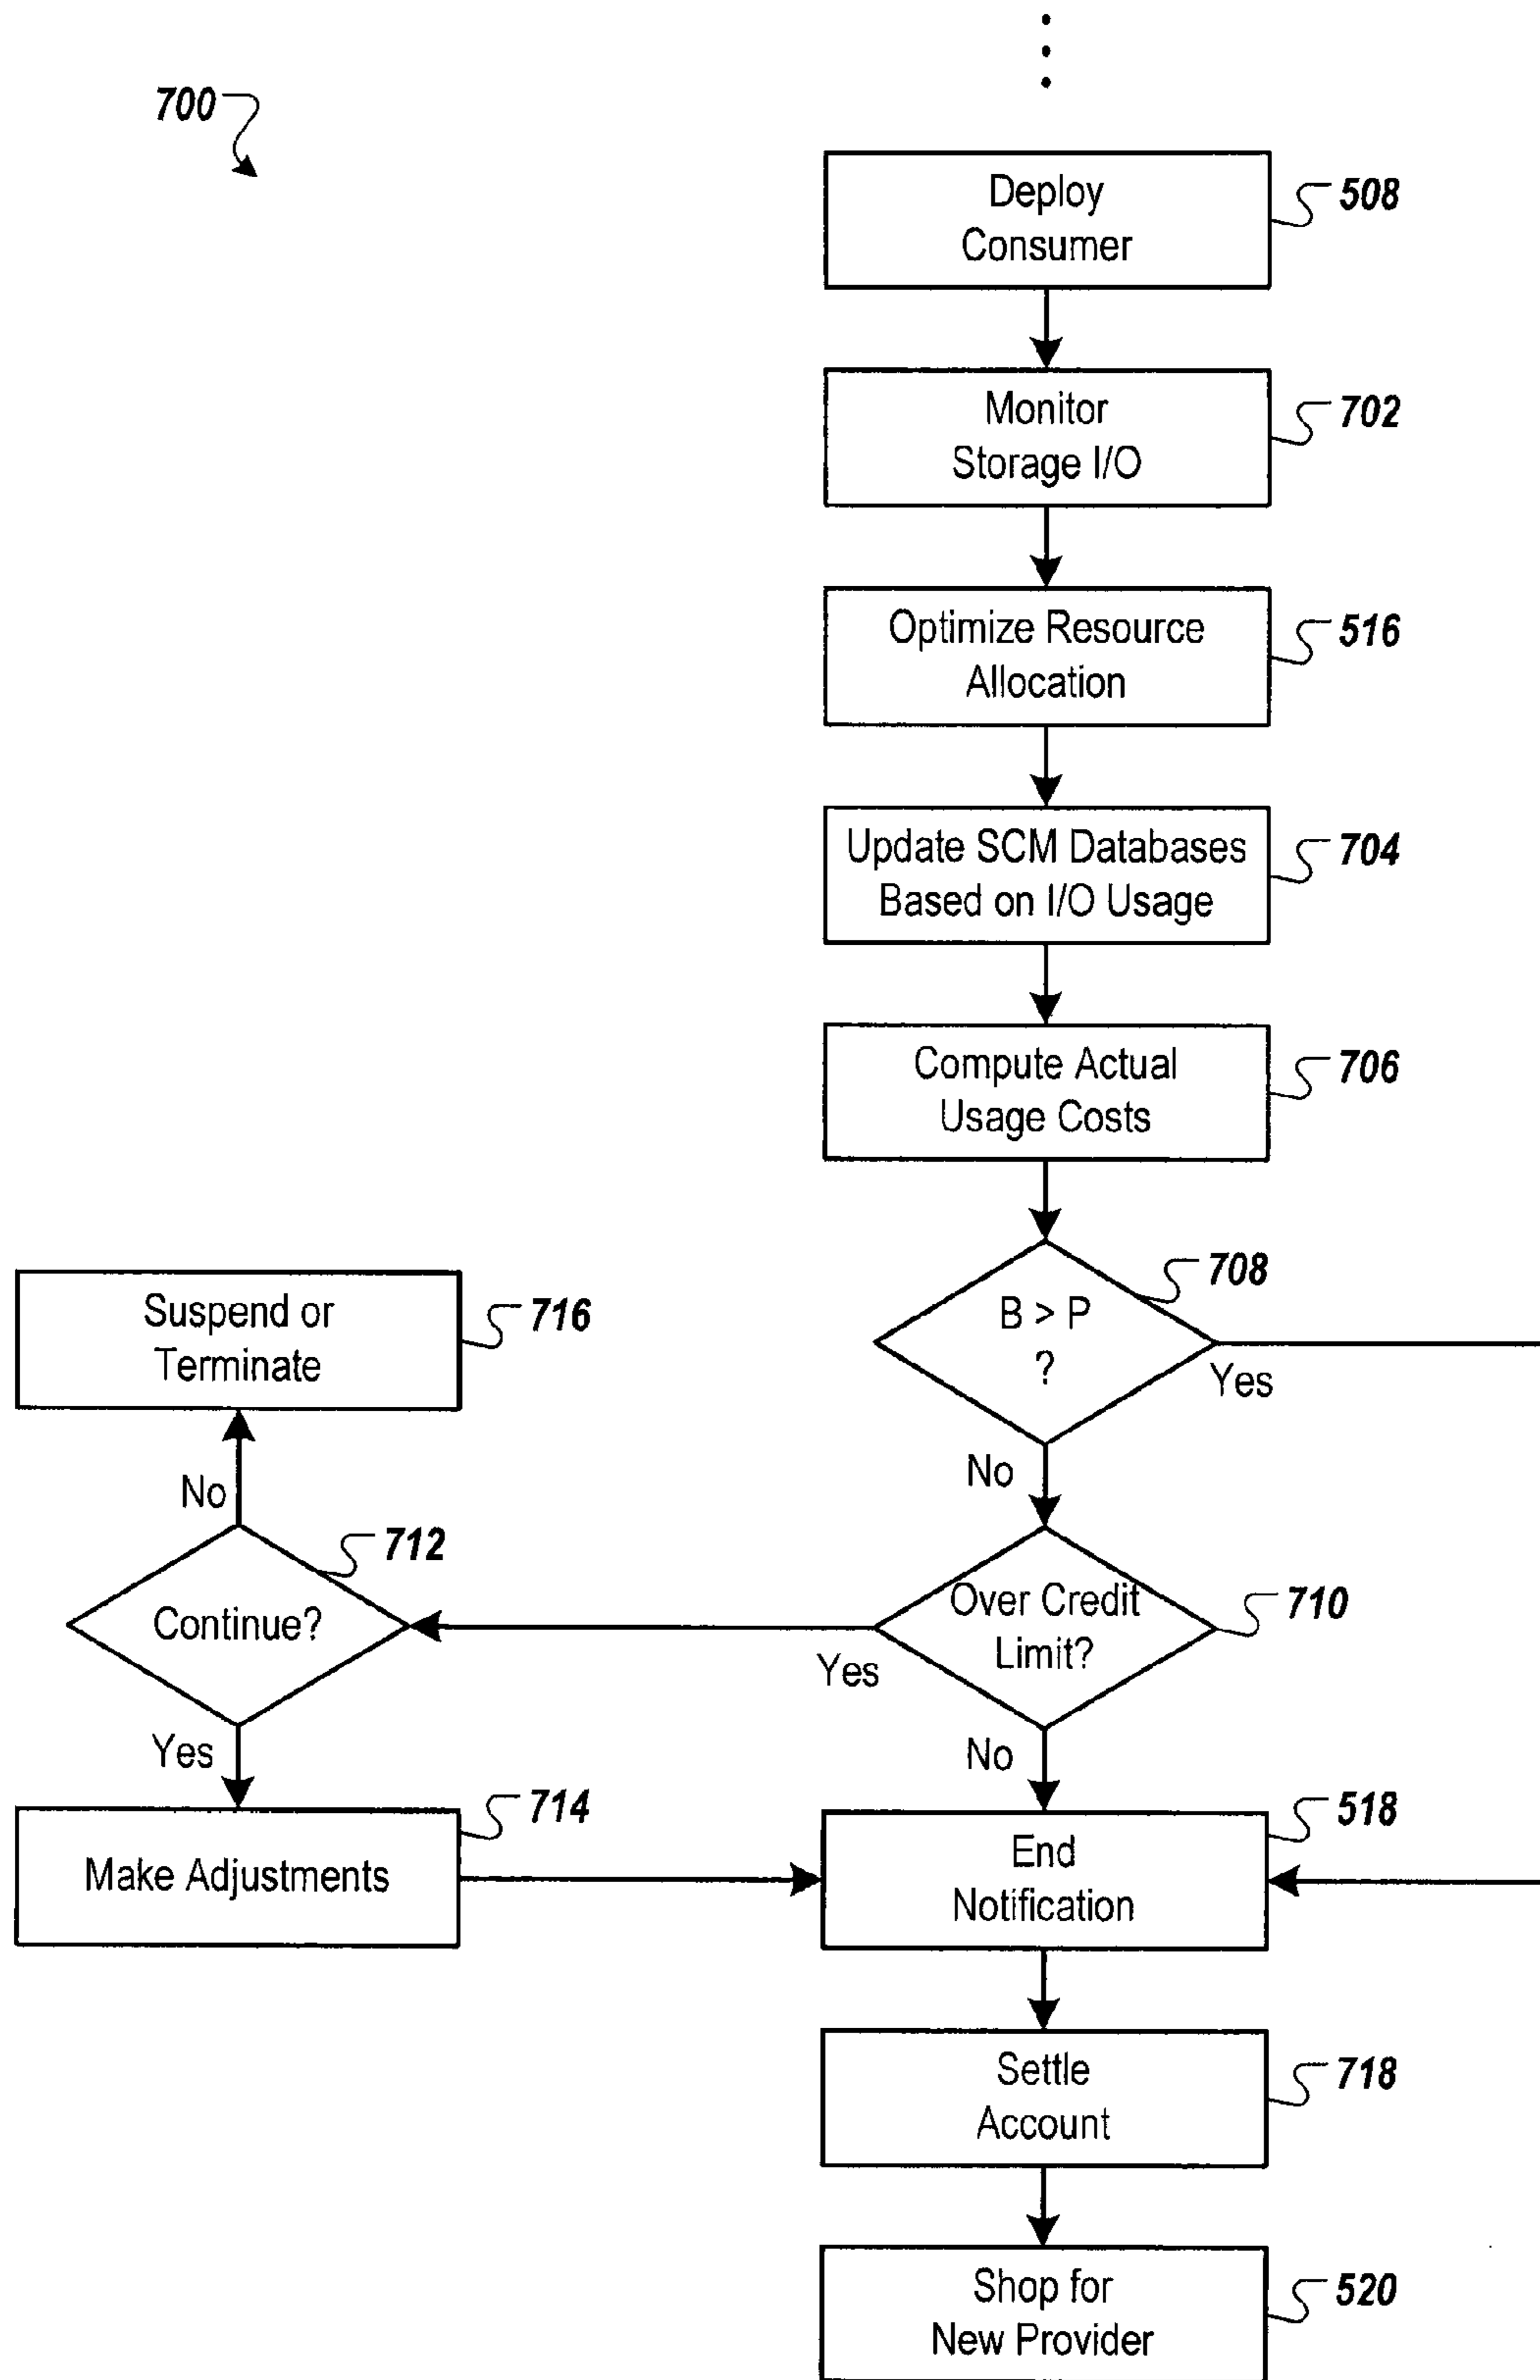 700
Deploy
Consumer
508
Monitor
Storage I/O
702
Optimize Resource
Allocation
516
Update SCM Databases
Based on I/O Usage
704
Compute Actual
Usage Costs
706
B > P
?
708
Yes
No
Suspend or
Terminate
716
No
Continue?
712
Over Credit
Limit?
710
Yes
Yes
No
Make Adjustments
714
End
Notification
518
Settle
Account
718
Shop for
New Provider
520